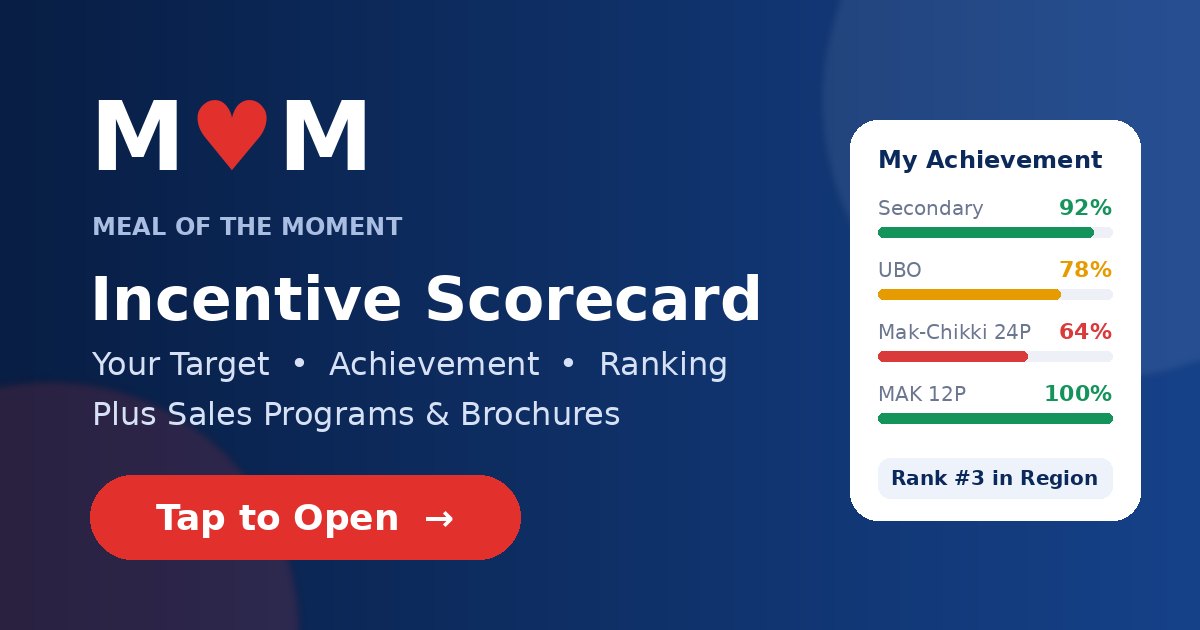 M♥M
MEAL OF THE MOMENT
Incentive Scorecard
Your Target • Achievement • Ranking
Plus Sales Programs & Brochures
Tap to Open →
My Achievement
Secondary 92%
UBO 78%
Mak-Chikki 24P 64%
MAK 12P 100%
Rank #3 in Region